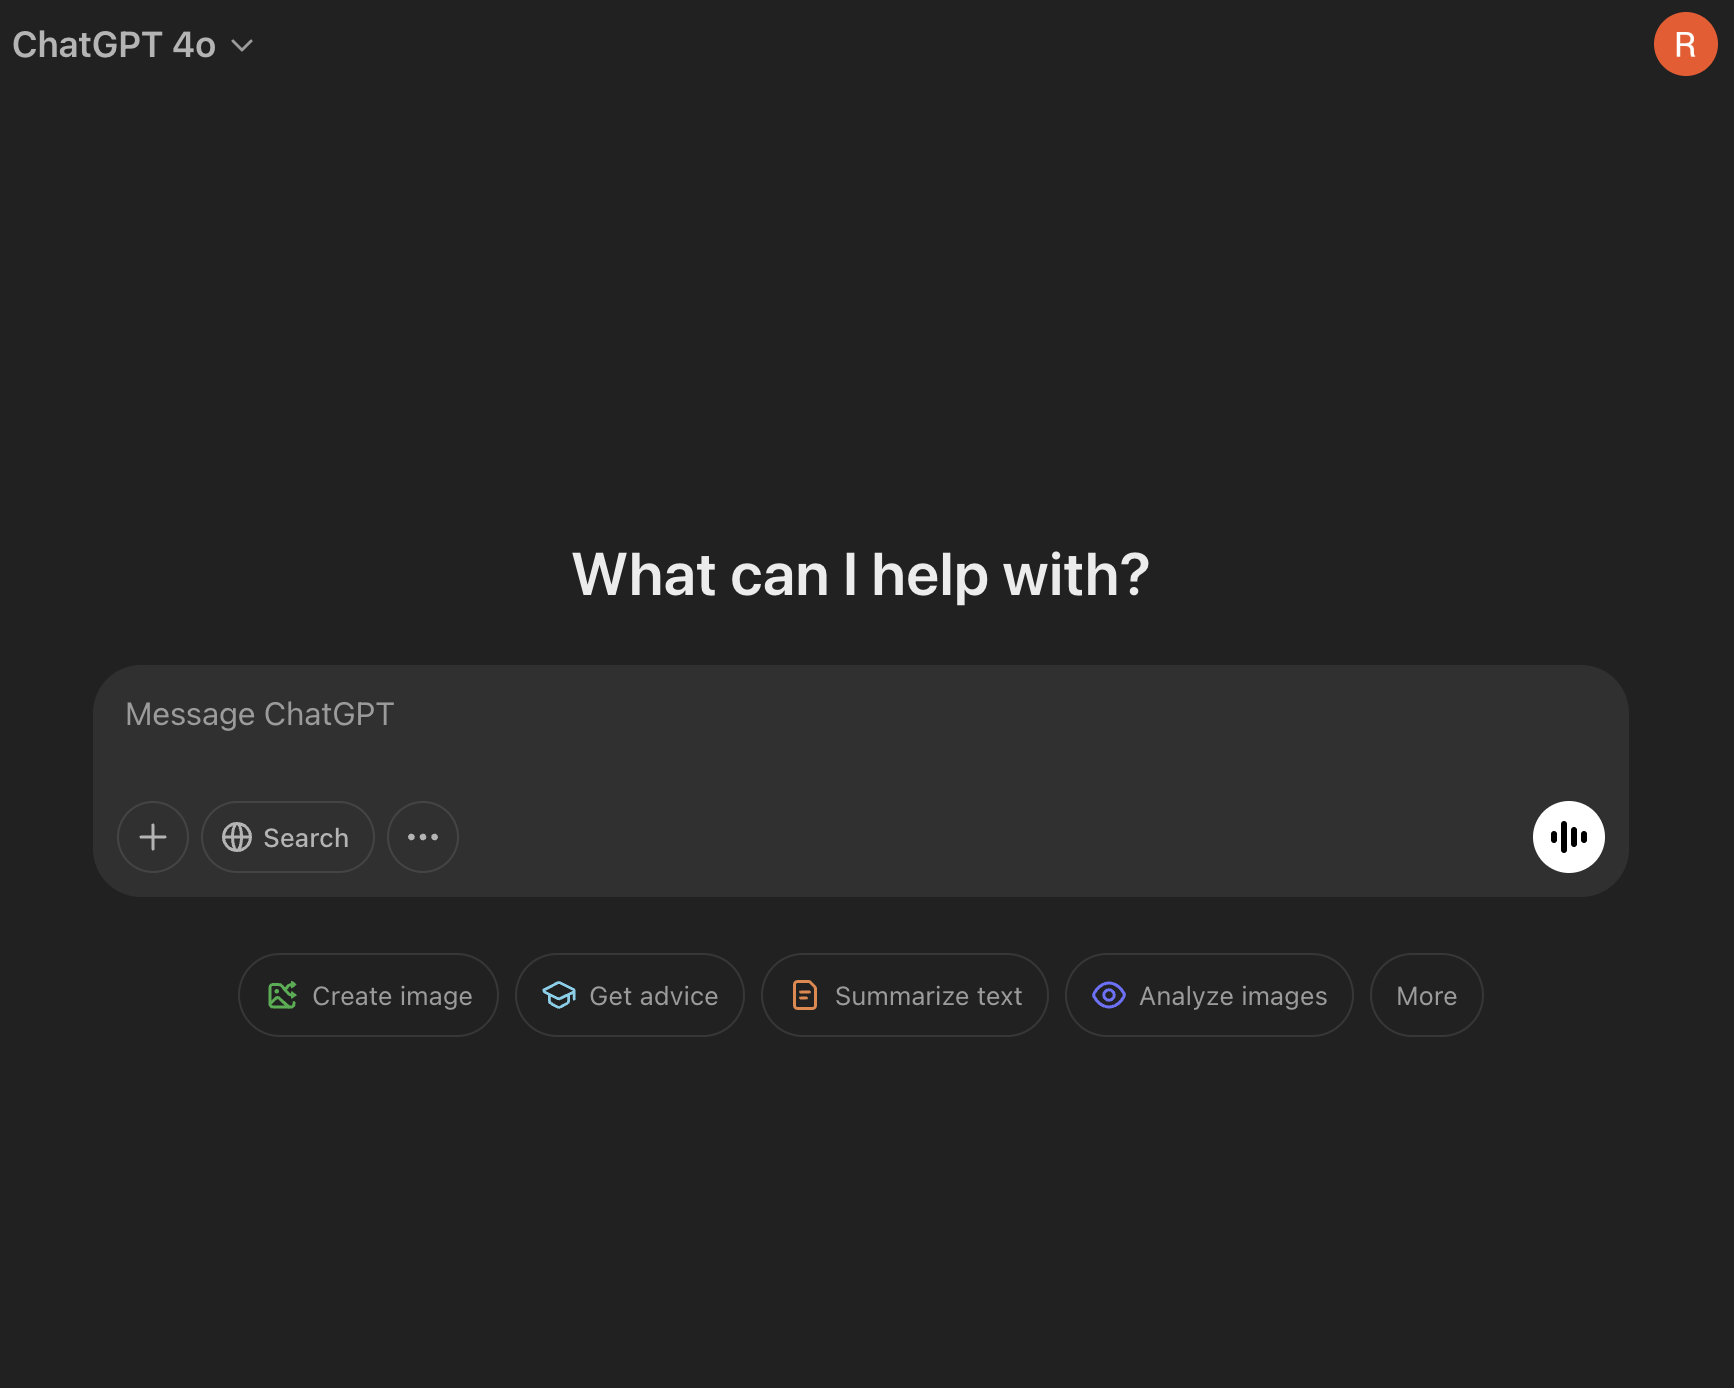 ChatGPT 4o
R
What can I help with?
Message ChatGPT
Search
Create image
Get advice
Summarize text
Analyze images
More